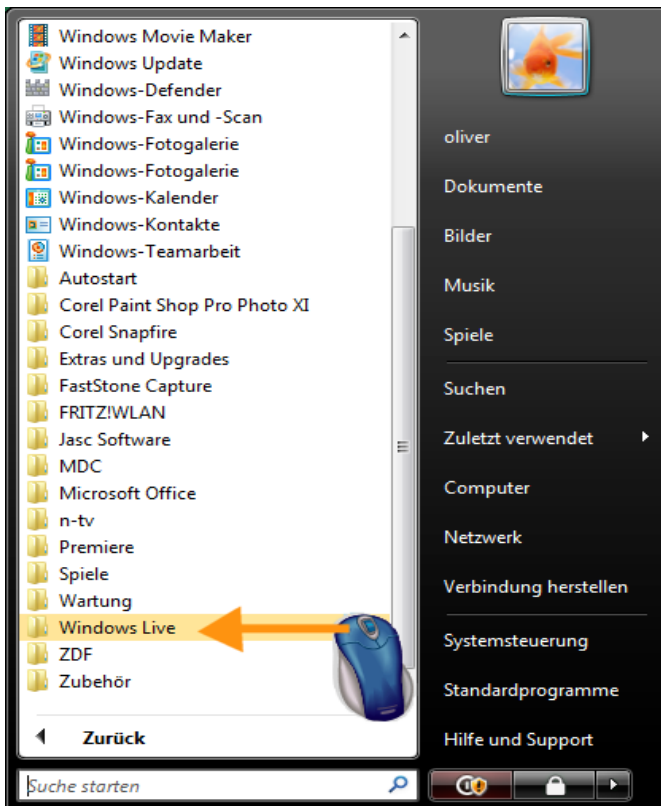 Windows Movie Maker
Windows Update
Windows-Defender
Windows-Fax und -Scan
Windows-Fotogalerie
Windows-Fotogalerie
Windows-Kalender
Windows-Kontakte
Windows-Teamarbeit
Autostart
Corel Paint Shop Pro Photo XI
Corel Snapfire
Extras und Upgrades
FastStone Capture
FRITZ!WLAN
Jasc Software
MDC
Microsoft Office
n-tv
Premiere
Spiele
Wartung
Windows Live
ZDF
Zubehör
Zurück
Suche starten
oliver
Dokumente
Bilder
Musik
Spiele
Suchen
Zuletzt verwendet
Computer
Netzwerk
Verbindung herstellen
Systemsteuerung
Standardprogramme
Hilfe und Support